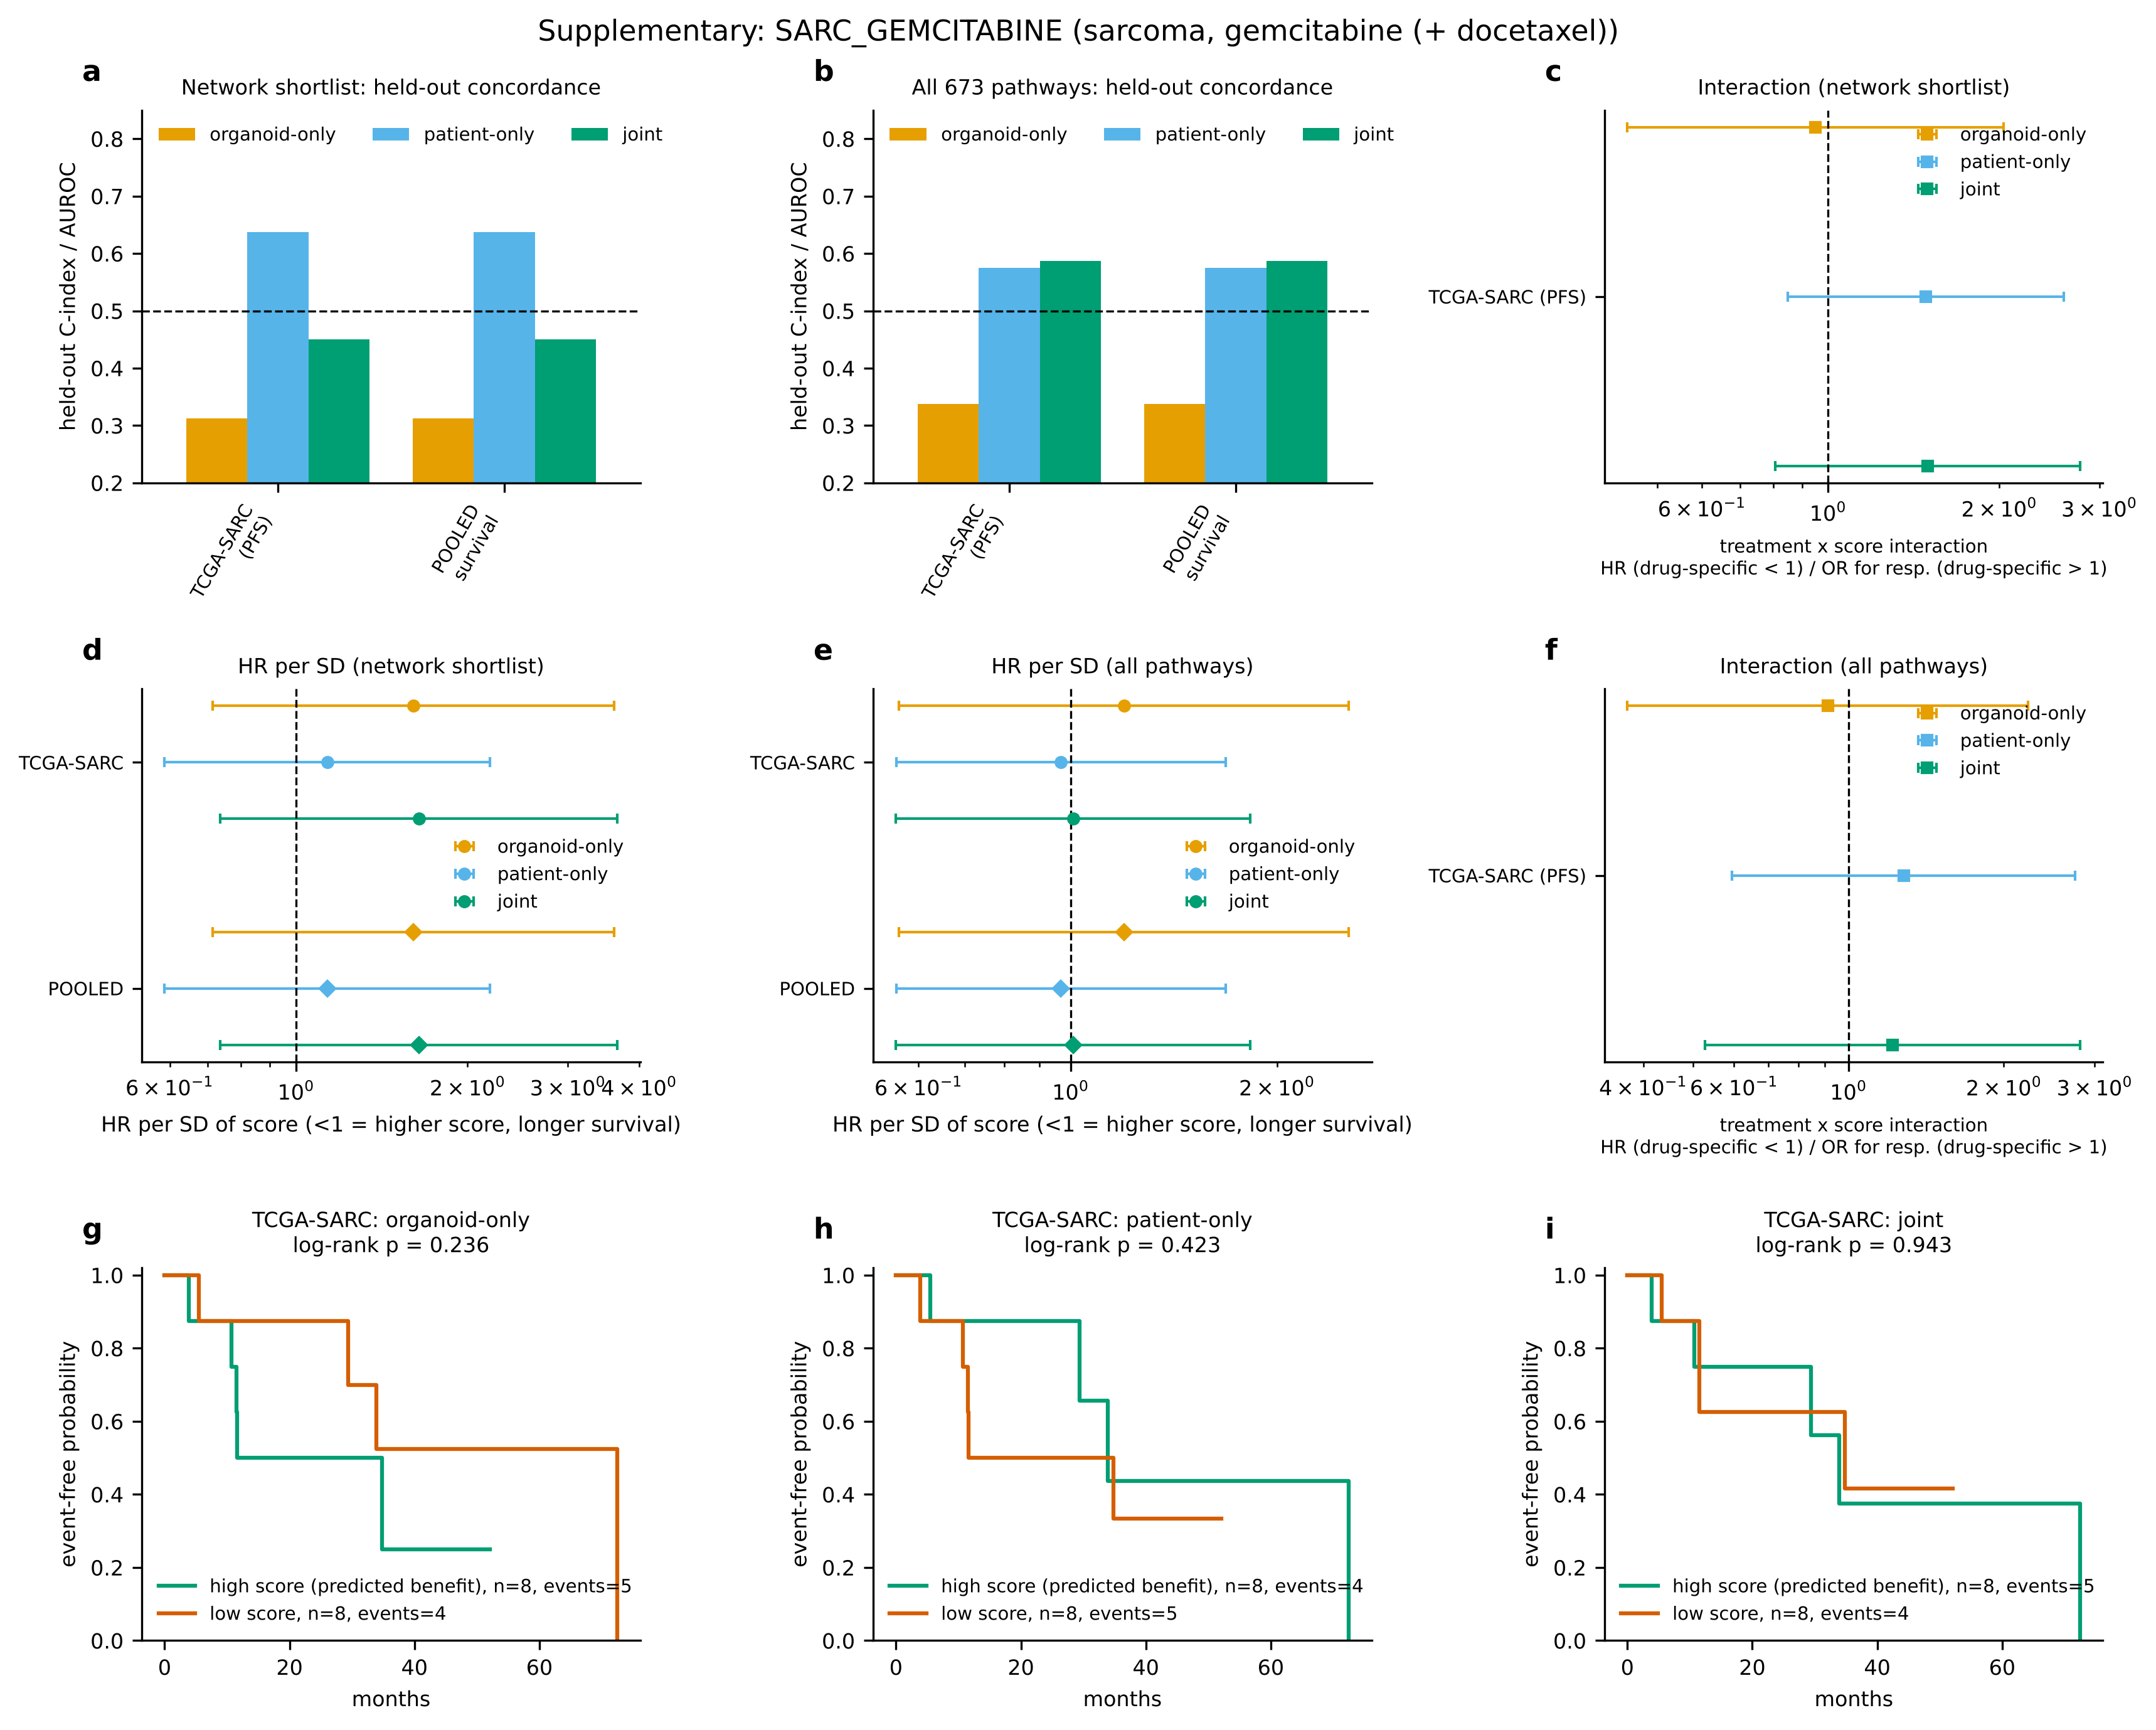 Supplementary: SARC_GEMCITABINE (sarcoma, gemcitabine (+ docetaxel))
a
Network shortlist: held-out concordance
organoid-only
patient-only
joint
held-out C-index / AUROC
0.8
0.7
0.6
0.5
0.4
0.3
0.2
TCGA-SARC
(PFS)
POOLED
survival
b
All 673 pathways: held-out concordance
organoid-only
patient-only
joint
held-out C-index / AUROC
0.8
0.7
0.6
0.5
0.4
0.3
0.2
TCGA-SARC
(PFS)
POOLED
survival
c
Interaction (network shortlist)
organoid-only
patient-only
joint
TCGA-SARC (PFS)
6 × 10⁻¹
10⁰
2 × 10⁰
3 × 10⁰
treatment x score interaction
HR (drug-specific < 1) / OR for resp. (drug-specific > 1)
d
HR per SD (network shortlist)
TCGA-SARC
organoid-only
patient-only
joint
POOLED
6 × 10⁻¹
10⁰
2 × 10⁰
3 × 10⁰
4 × 10⁰
HR per SD of score (<1 = higher score, longer survival)
e
HR per SD (all pathways)
TCGA-SARC
organoid-only
patient-only
joint
POOLED
6 × 10⁻¹
10⁰
2 × 10⁰
HR per SD of score (<1 = higher score, longer survival)
f
Interaction (all pathways)
organoid-only
patient-only
joint
TCGA-SARC (PFS)
4 × 10⁻¹
6 × 10⁻¹
10⁰
2 × 10⁰
3 × 10⁰
treatment x score interaction
HR (drug-specific < 1) / OR for resp. (drug-specific > 1)
g
TCGA-SARC: organoid-only
log-rank p = 0.236
event-free probability
1.0
0.8
0.6
0.4
0.2
0.0
high score (predicted benefit), n=8, events=5
low score, n=8, events=4
0
20
40
60
months
h
TCGA-SARC: patient-only
log-rank p = 0.423
event-free probability
1.0
0.8
0.6
0.4
0.2
0.0
high score (predicted benefit), n=8, events=4
low score, n=8, events=5
0
20
40
60
months
i
TCGA-SARC: joint
log-rank p = 0.943
event-free probability
1.0
0.8
0.6
0.4
0.2
0.0
high score (predicted benefit), n=8, events=5
low score, n=8, events=4
0
20
40
60
months